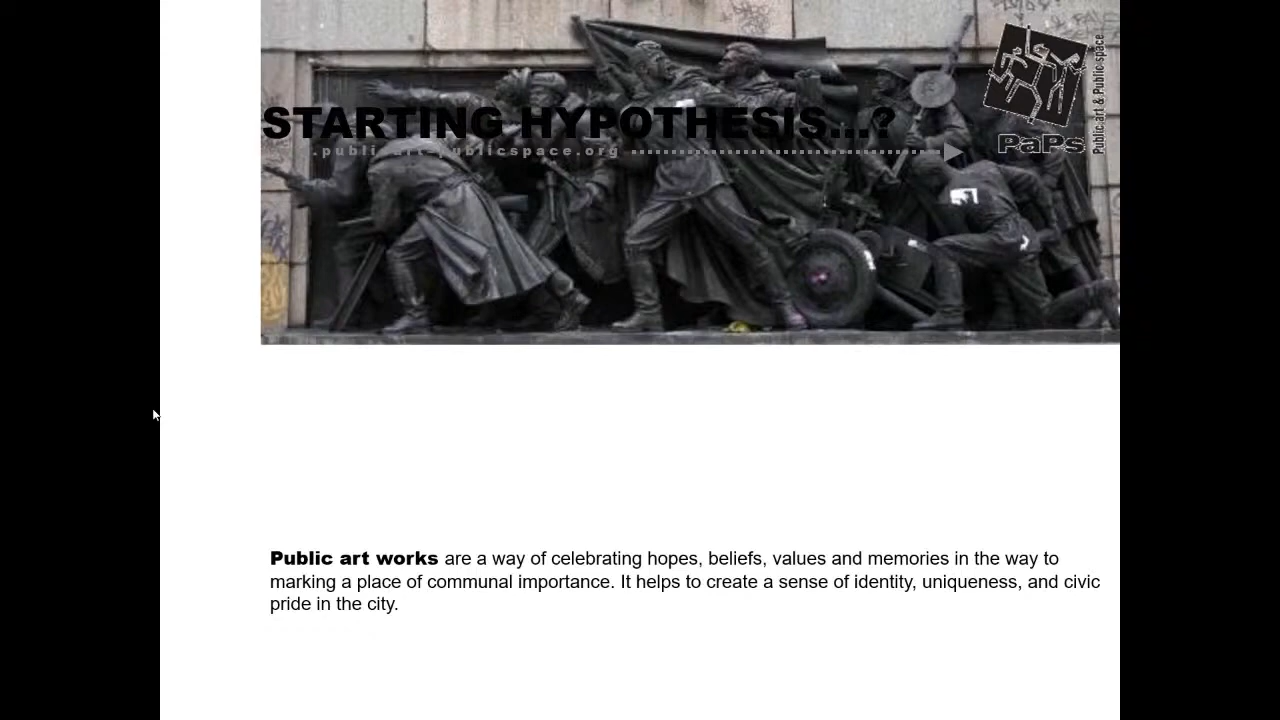 STARTING HYPOTHESIS...?
Public art & Public space
PaPs
Public art works are a way of celebrating hopes, beliefs, values and memories in the way to
marking a place of communal importance. It helps to create a sense of identity, uniqueness, and civic
pride in the city.